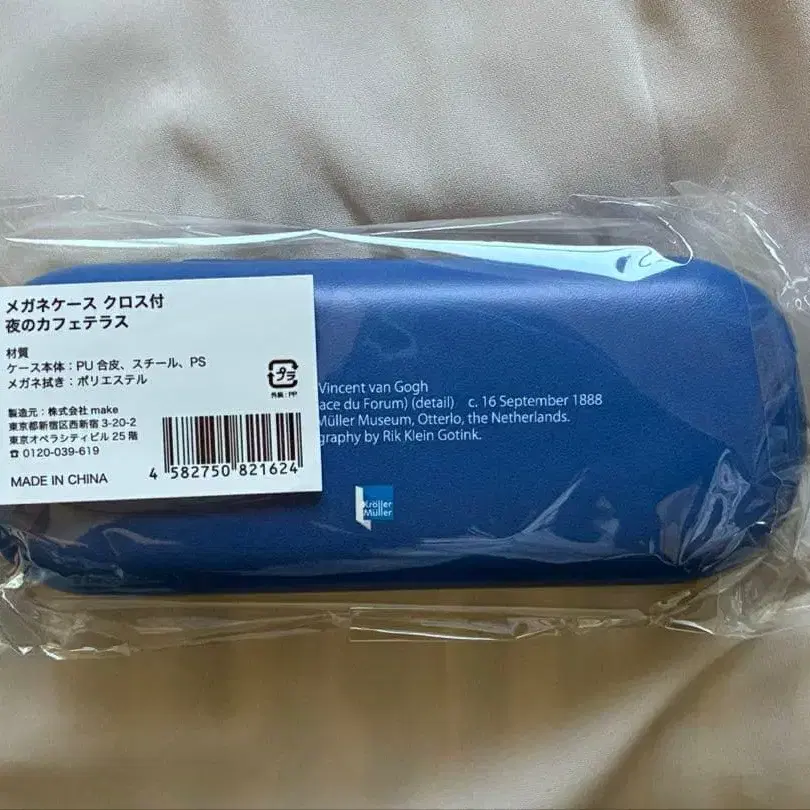 メガネケース クロス付
夜のカフェテラス
材質
ケース本体：PU 合皮、スチール、PS
メガネ拭き：ポリエステル
プラ
外装：PP
製造元：株式会社 make
東京都新宿区西新宿 3-20-2
東京オペラシティビル 25 階
☎ 0120-039-619
MADE IN CHINA
4 582750 821624
Vincent van Gogh
ace du Forum) (detail) c. 16 September 1888
Müller Museum, Otterlo, the Netherlands.
graphy by Rik Klein Gotink.
Kröller
Müller